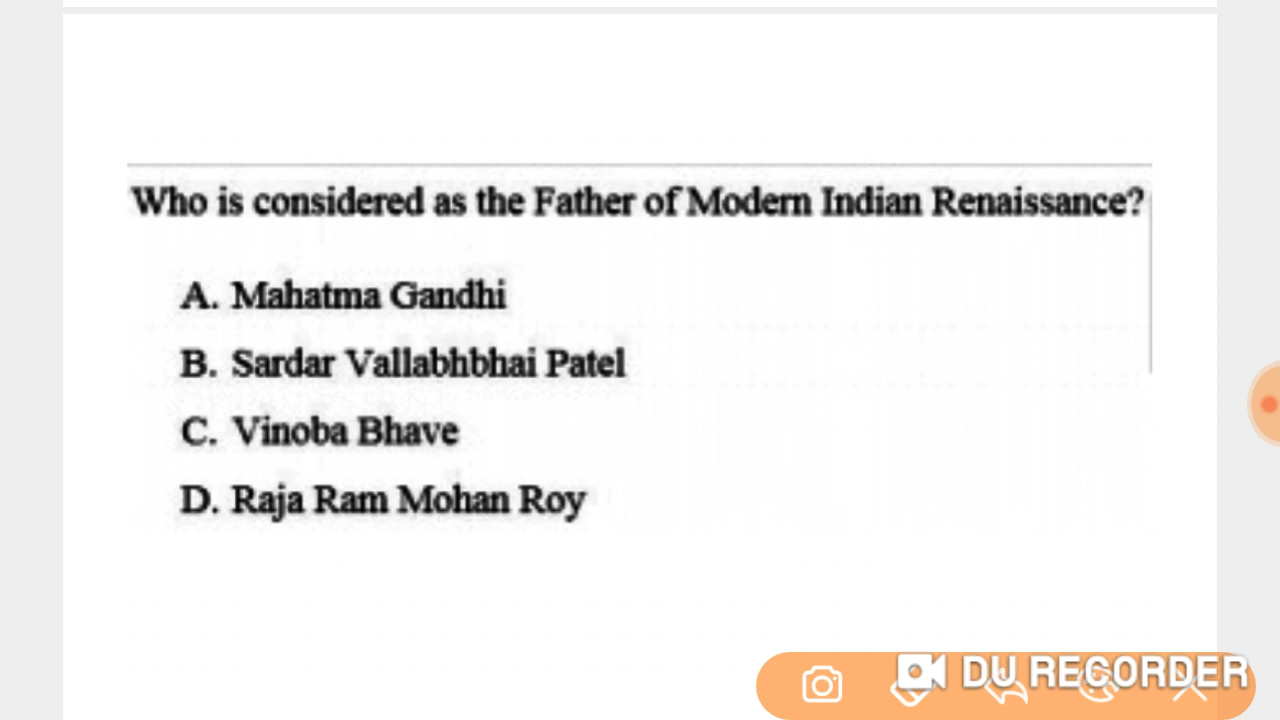 Who is considered as the Father of Modern Indian Renaissance?
A. Mahatma Gandhi
B. Sardar Vallabhbhai Patel
C. Vinoba Bhave
D. Raja Ram Mohan Roy
DU RECORDER